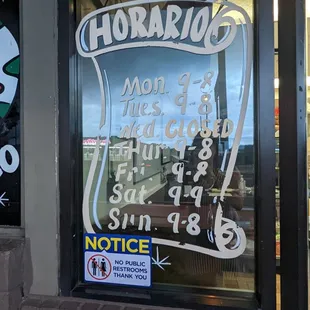 HORARIO
Mon. 9-8
Tues. 9-8
Wed. CLOSED
Thur 9-8
Fri 9-8
Sat. 9-9
Sun. 9-8
NOTICE
NO PUBLIC
RESTROOMS
THANK YOU